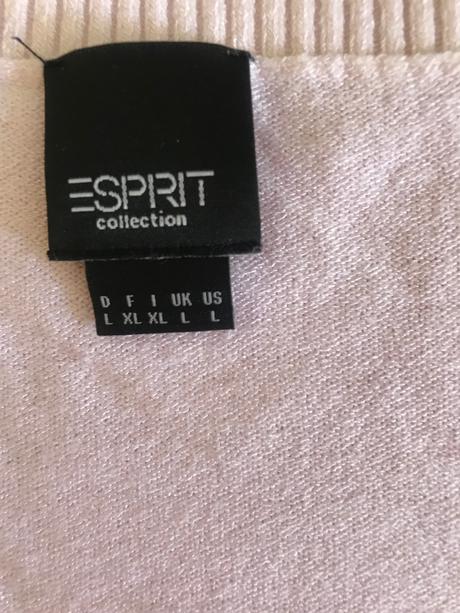 ESPRIT
collection
D F I UK US
L XL XL L L